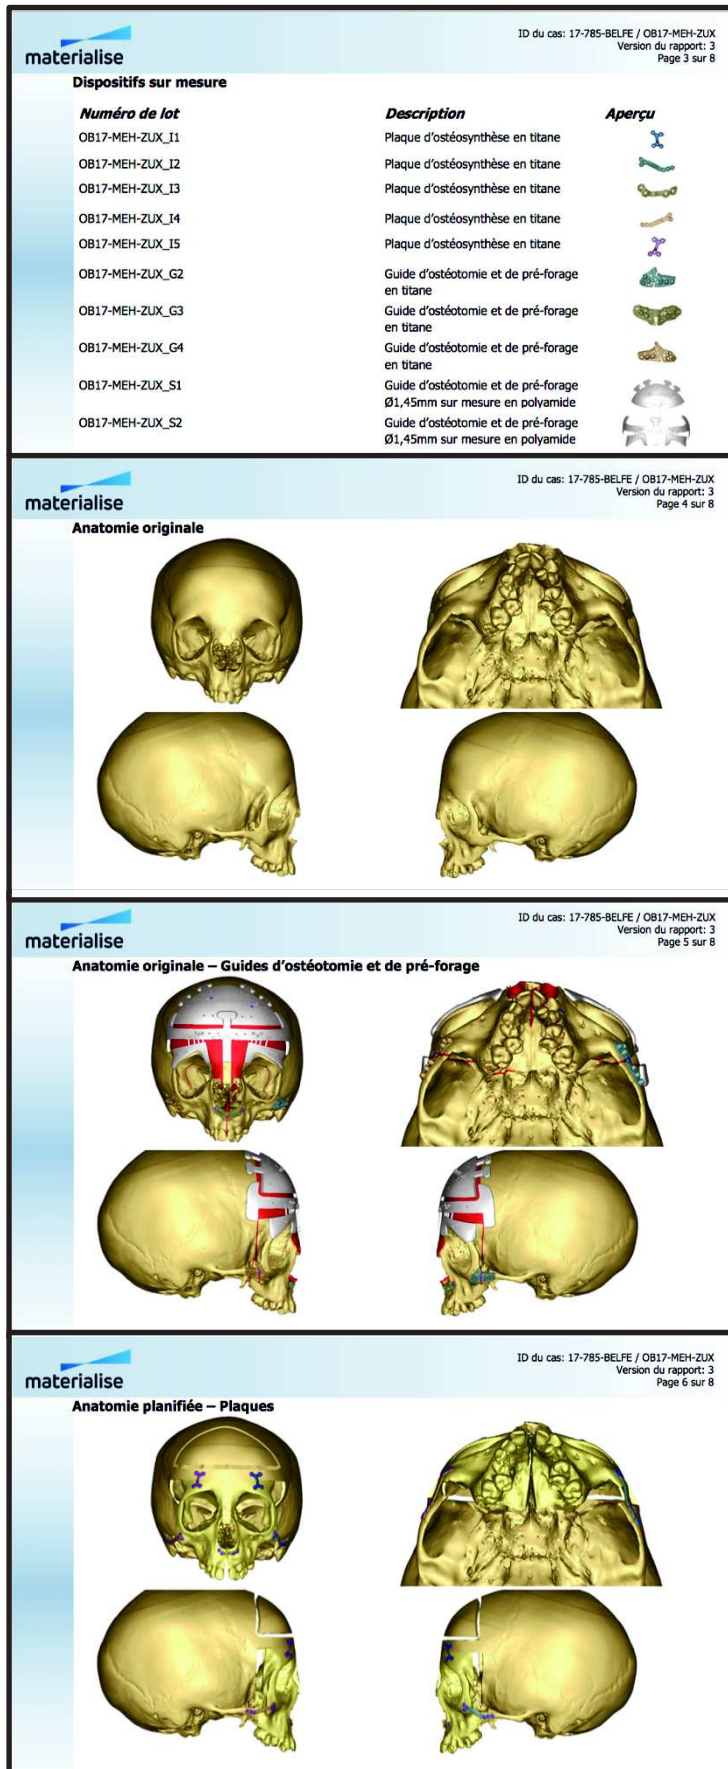 materialise
ID du cas: 17-785-BELFE / OB17-MEH-ZUX
Version du rapport: 3
Page 3 sur 8
Dispositifs sur mesure
Numéro de lot Description Aperçu
OB17-MEH-ZUX_I1 Plaque d'ostéosynthèse en titane
OB17-MEH-ZUX_I2 Plaque d'ostéosynthèse en titane
OB17-MEH-ZUX_I3 Plaque d'ostéosynthèse en titane
OB17-MEH-ZUX_I4 Plaque d'ostéosynthèse en titane
OB17-MEH-ZUX_I5 Plaque d'ostéosynthèse en titane
OB17-MEH-ZUX_G2 Guide d'ostéotomie et de pré-forage
en titane
OB17-MEH-ZUX_G3 Guide d'ostéotomie et de pré-forage
en titane
OB17-MEH-ZUX_G4 Guide d'ostéotomie et de pré-forage
en titane
OB17-MEH-ZUX_S1 Guide d'ostéotomie et de pré-forage
Ø1,45mm sur mesure en polyamide
OB17-MEH-ZUX_S2 Guide d'ostéotomie et de pré-forage
Ø1,45mm sur mesure en polyamide
materialise
ID du cas: 17-785-BELFE / OB17-MEH-ZUX
Version du rapport: 3
Page 4 sur 8
Anatomie originale
materialise
ID du cas: 17-785-BELFE / OB17-MEH-ZUX
Version du rapport: 3
Page 5 sur 8
Anatomie originale – Guides d'ostéotomie et de pré-forage
materialise
ID du cas: 17-785-BELFE / OB17-MEH-ZUX
Version du rapport: 3
Page 6 sur 8
Anatomie planifiée – Plaques